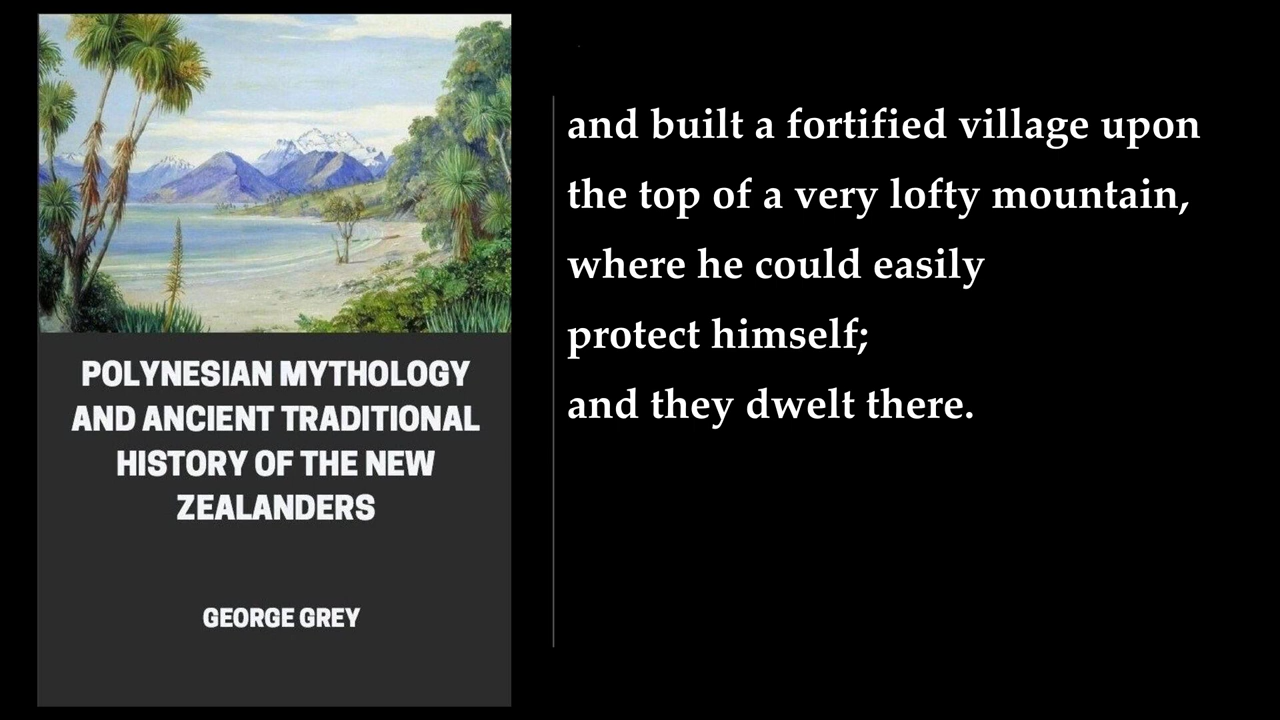 POLYNESIAN MYTHOLOGY
AND ANCIENT TRADITIONAL
HISTORY OF THE NEW
ZEALANDERS
GEORGE GREY
and built a fortified village upon
the top of a very lofty mountain,
where he could easily
protect himself;
and they dwelt there.